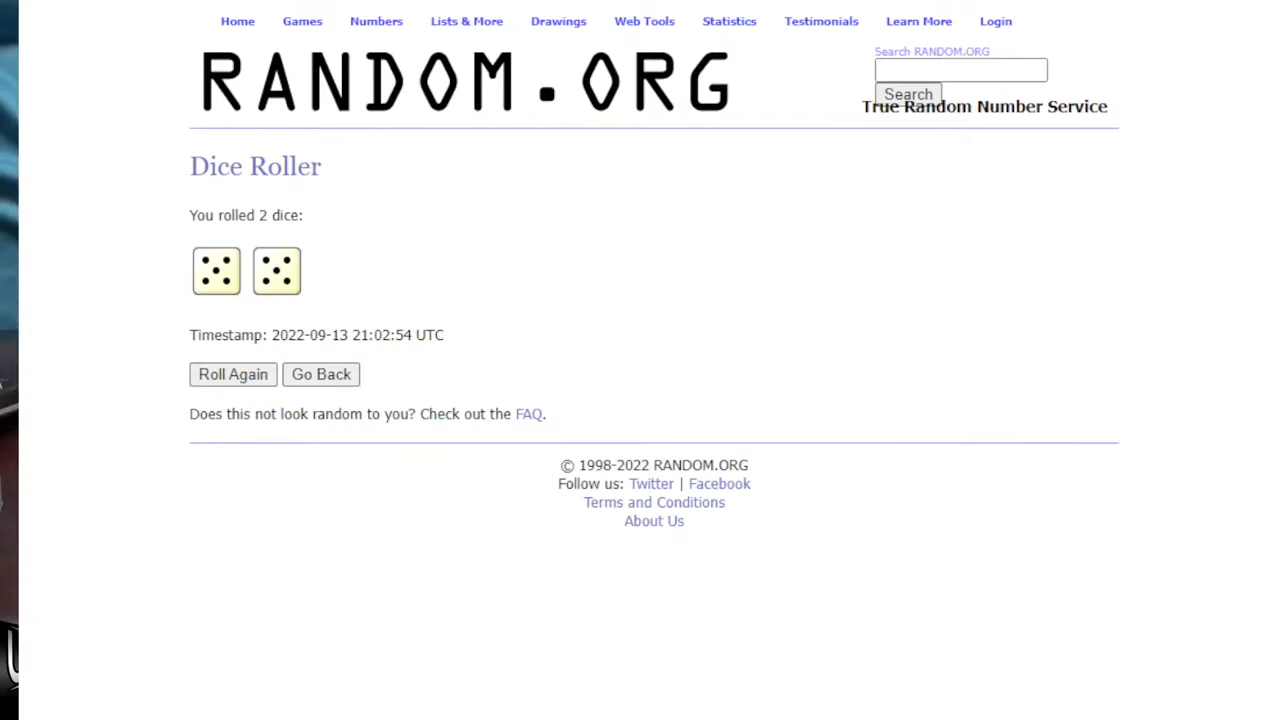 Home Games Numbers Lists & More Drawings Web Tools Statistics Testimonials Learn More Login
RANDOM.ORG
Search RANDOM.ORG
Search
True Random Number Service
Dice Roller
You rolled 2 dice:
Timestamp: 2022-09-13 21:02:54 UTC
Roll Again Go Back
Does this not look random to you? Check out the FAQ.
© 1998-2022 RANDOM.ORG
Follow us: Twitter | Facebook
Terms and Conditions
About Us